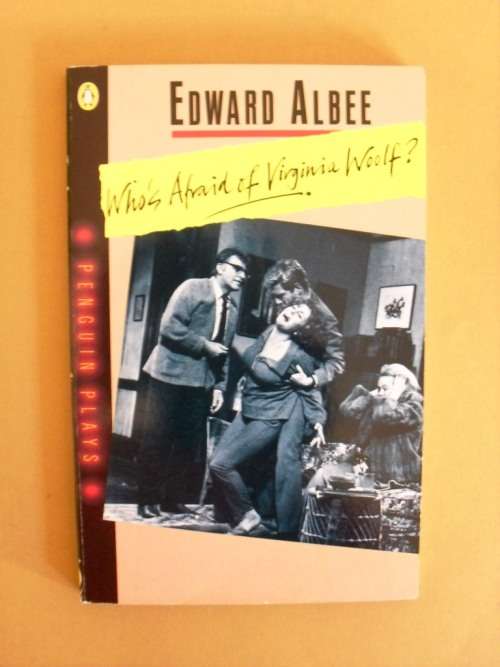 EDWARD ALBEE
Who's Afraid of Virginia Woolf?
PENGUIN PLAYS